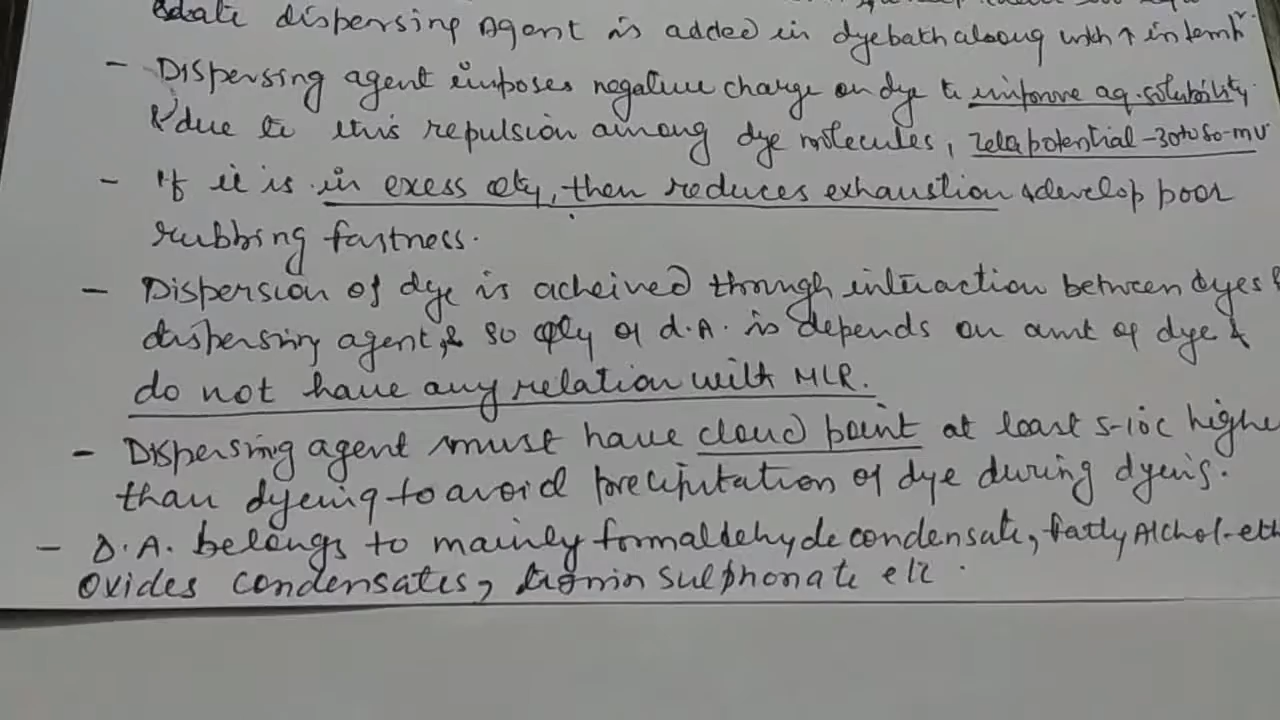 dispersing Agent is added in dyebath along with ↑ in tempr.
- Dispersing agent imposes negative charge on dye to improve aq. solubility
& due to this repulsion among dye molecules, zeta potential -30 to 80-mv
- If it is in exess qty, then reduces exhaustion & develop poor
rubbing fastness.
- Dispersion of dye is acheived through interaction between dyes &
dispersing agent, & so qty of d.A. is depends on amt of dye &
do not have any relation with MLR.
- Dispersing agent must have cloud point at least 5-10c highe
than dyeing to avoid precipitation of dye during dyeing.
- D.A. belongs to mainly formaldehyde condensate, fatty Alchol-eth
Oxides condensates, lignin sulphonate etc.